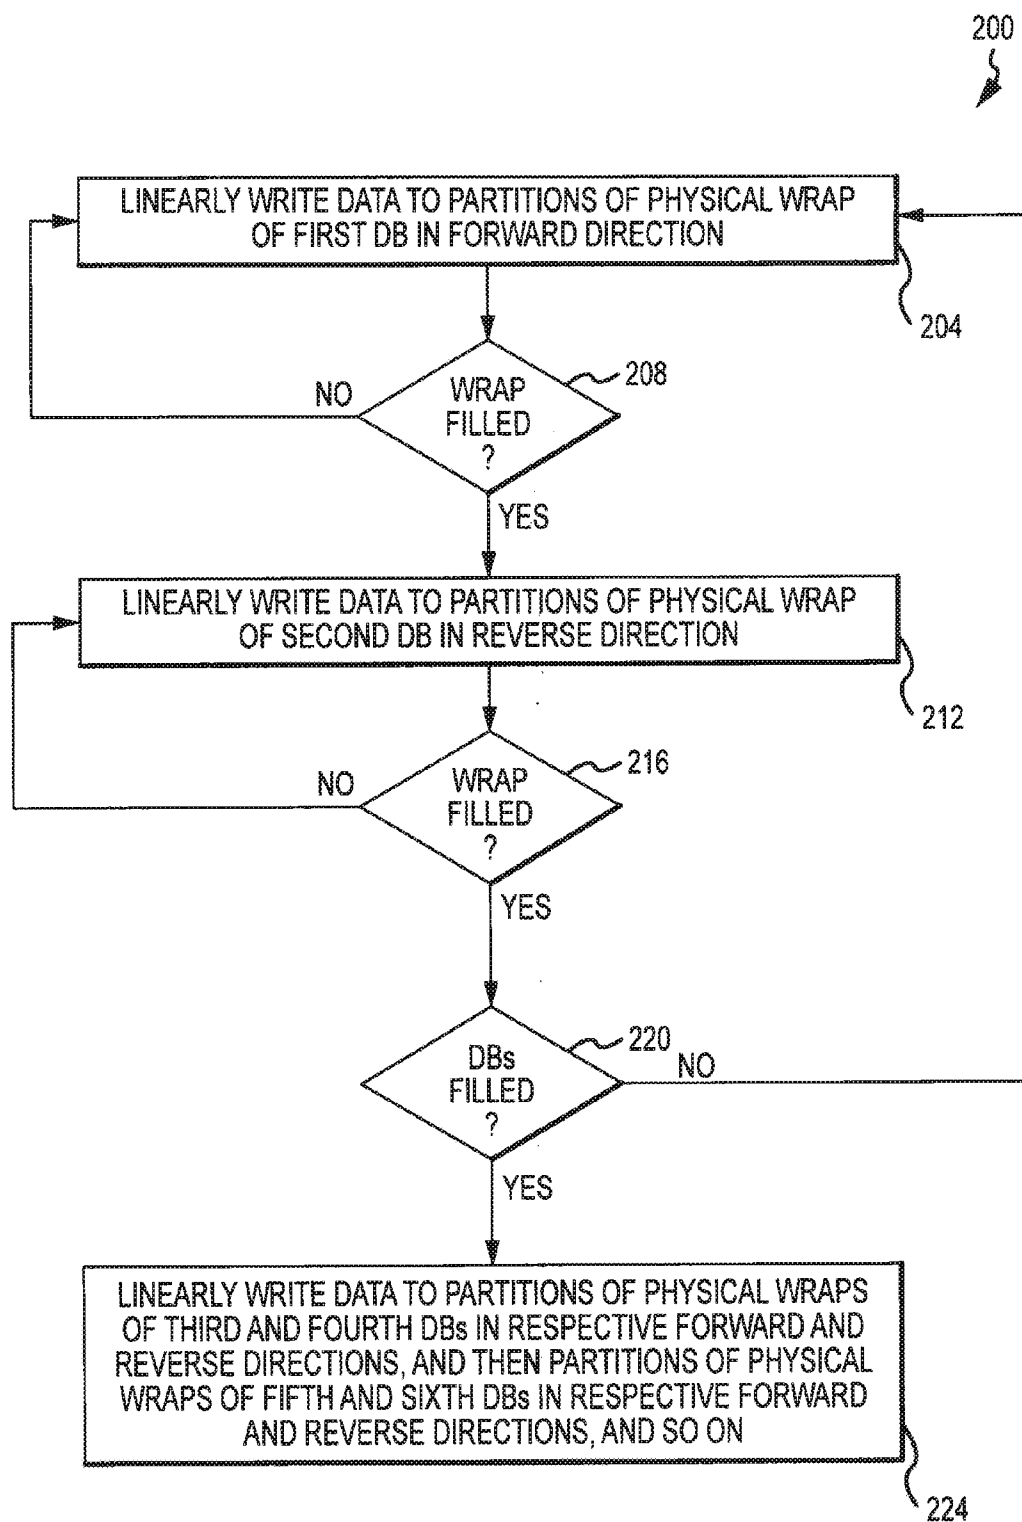 200
LINEARLY WRITE DATA TO PARTITIONS OF PHYSICAL WRAP
OF FIRST DB IN FORWARD DIRECTION
204
208
NO
WRAP
FILLED
?
YES
LINEARLY WRITE DATA TO PARTITIONS OF PHYSICAL WRAP
OF SECOND DB IN REVERSE DIRECTION
212
216
NO
WRAP
FILLED
?
YES
220
DBs
FILLED
?
NO
YES
LINEARLY WRITE DATA TO PARTITIONS OF PHYSICAL WRAPS
OF THIRD AND FOURTH DBs IN RESPECTIVE FORWARD AND
REVERSE DIRECTIONS, AND THEN PARTITIONS OF PHYSICAL
WRAPS OF FIFTH AND SIXTH DBs IN RESPECTIVE FORWARD
AND REVERSE DIRECTIONS, AND SO ON
224